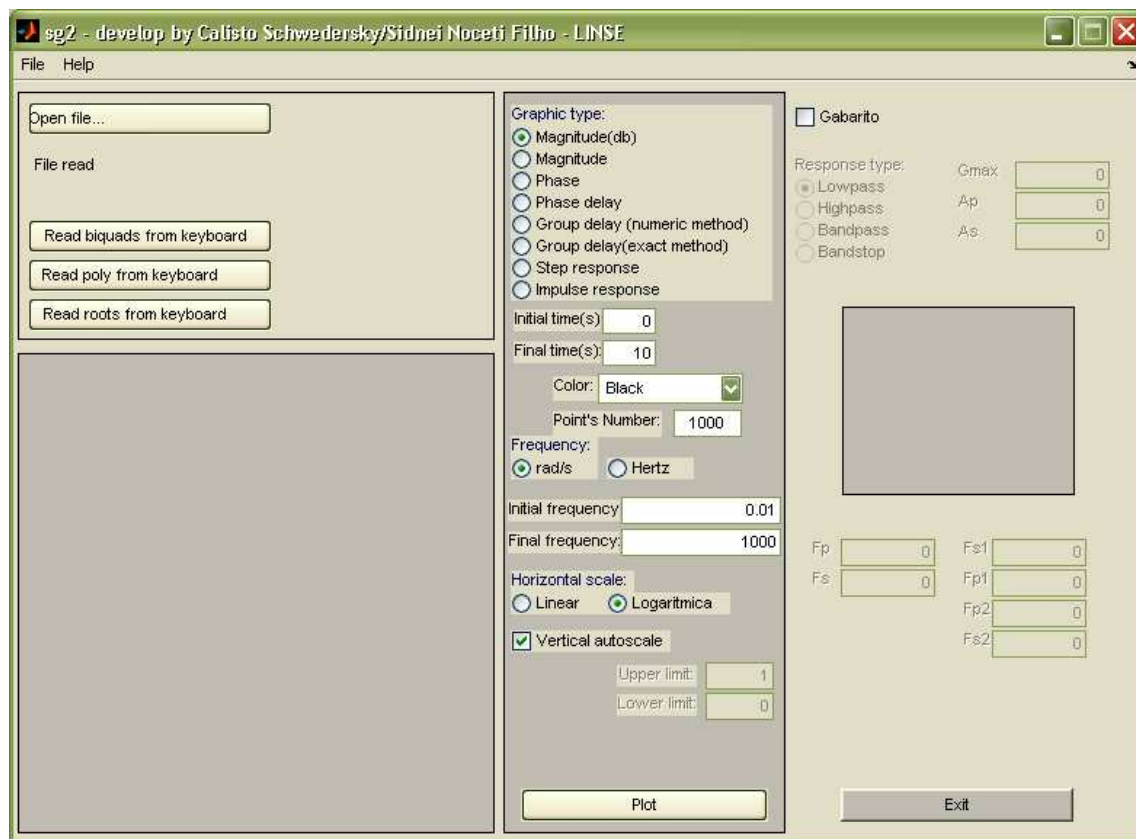 sg2 - develop by Calisto Schwedersky/Sidnei Noceti Filho - LINSE
File Help
Open file...
File read
Read biquads from keyboard
Read poly from keyboard
Read roots from keyboard
Graphic type:
Magnitude(db)
Magnitude
Phase
Phase delay
Group delay (numeric method)
Group delay(exact method)
Step response
Impulse response
Initial time(s) 0
Final time(s): 10
Color: Black
Point's Number: 1000
Frequency:
rad/s Hertz
Initial frequency 0.01
Final frequency: 1000
Horizontal scale:
Linear Logaritmica
Vertical autoscale
Upper limit: 1
Lower limit: 0
Plot
Gabarito
Response type:
Lowpass
Highpass
Bandpass
Bandstop
Gmax 0
Ap 0
As 0
Fp 0
Fs 0
Fs1 0
Fp1 0
Fp2 0
Fs2 0
Exit